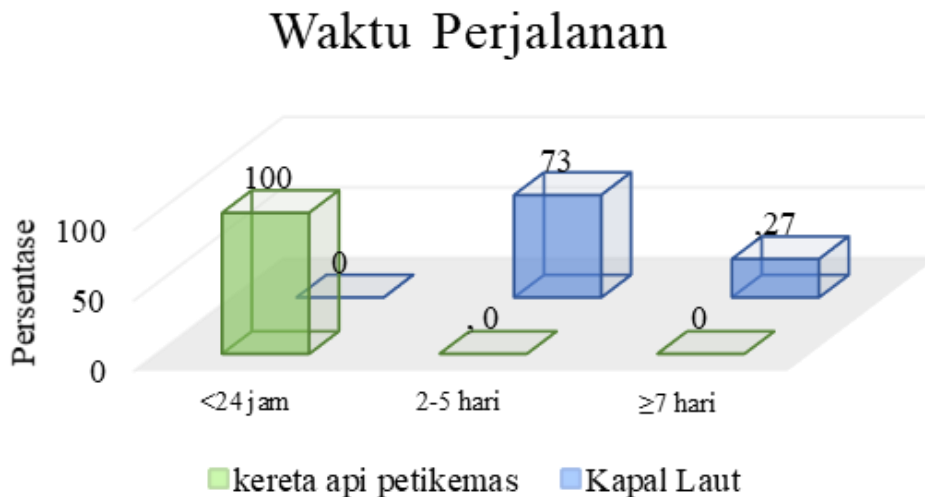 Waktu Perjalanan
100
73
,27
0
, 0
0
Persentase
100
50
0
<24 jam
2-5 hari
≥7 hari
kereta api petikemas
Kapal Laut